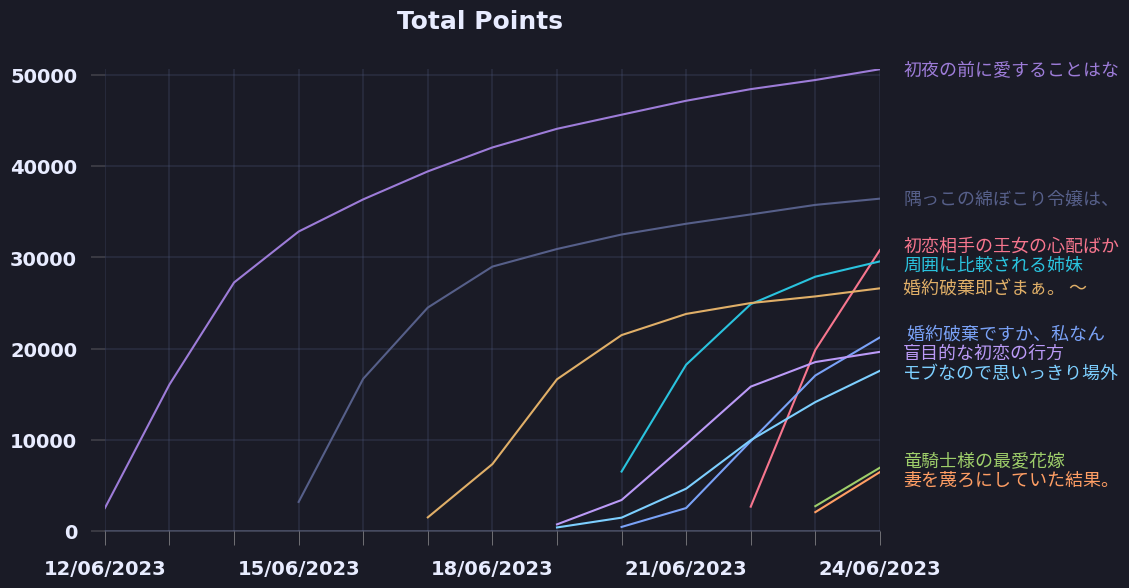 Total Points
50000
40000
30000
20000
10000
0
12/06/2023
15/06/2023
18/06/2023
21/06/2023
24/06/2023
初夜の前に愛することはな
隅っこの綿ぼこり令嬢は、
初恋相手の王女の心配ばか
周囲に比較される姉妹
婚約破棄即ざまぁ。 ～
婚約破棄ですか、私なん
盲目的な初恋の行方
モブなので思いっきり場外
竜騎士様の最愛花嫁
妻を蔑ろにしていた結果。